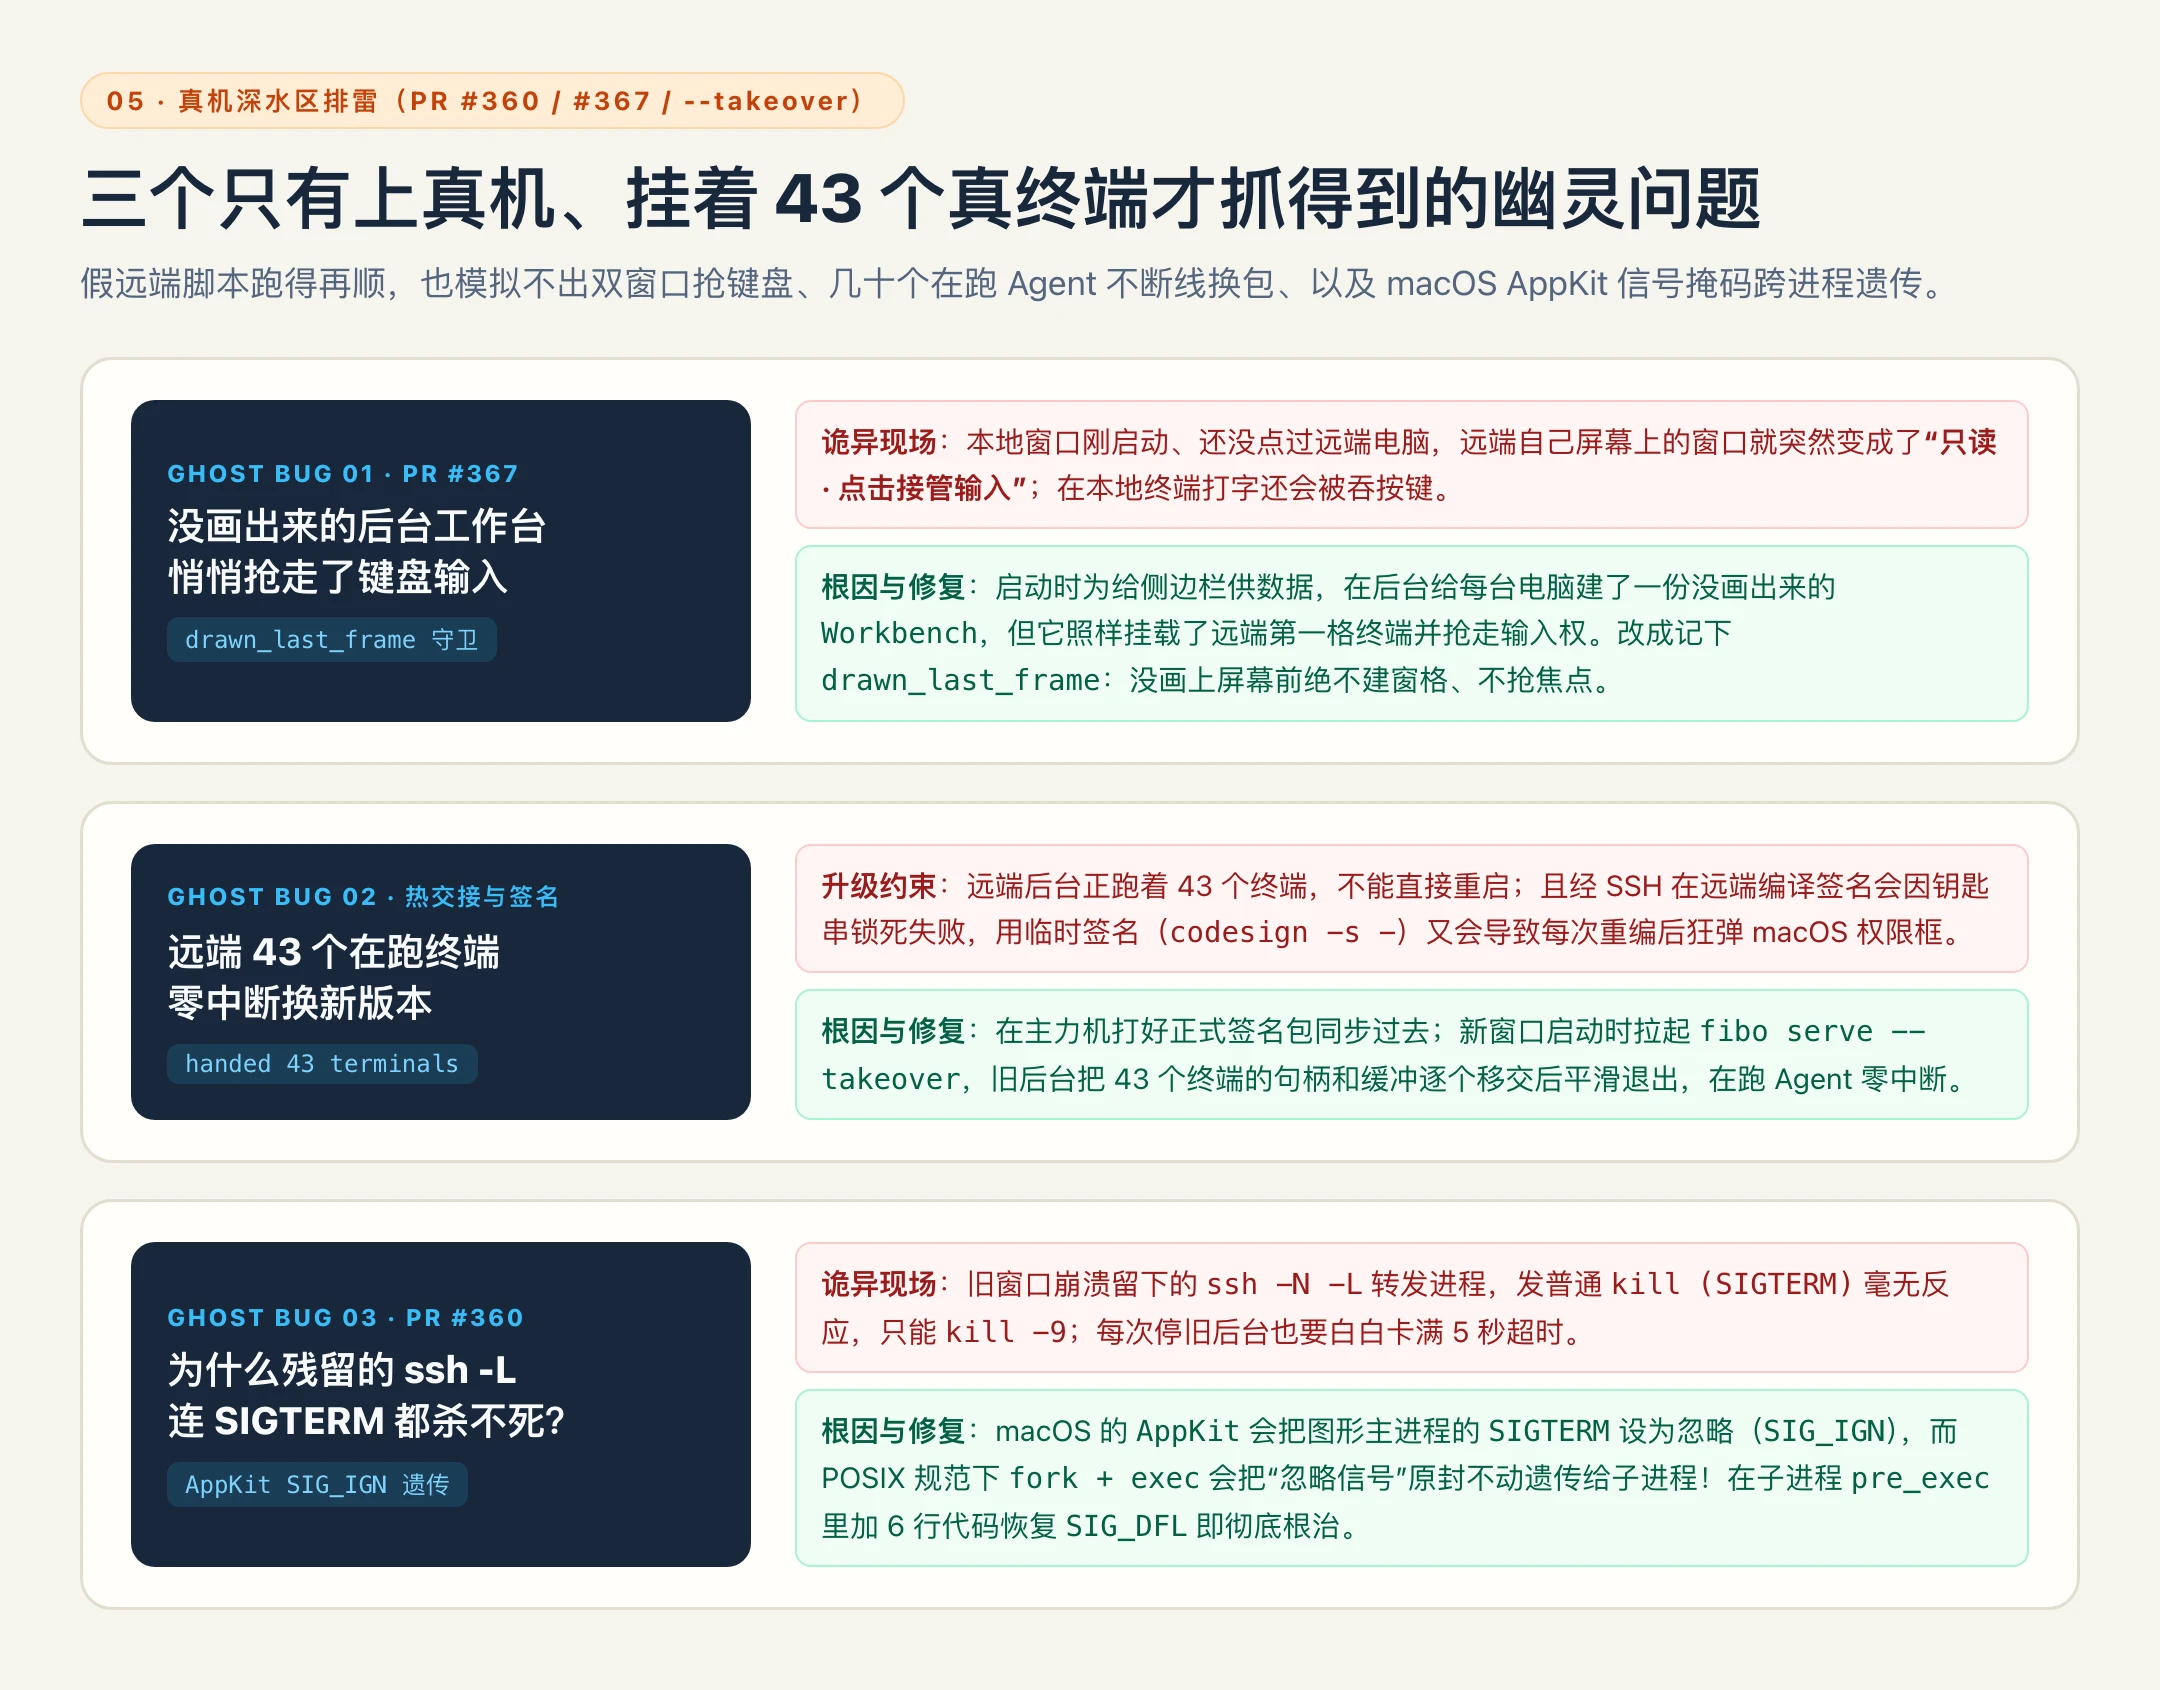 05 · 真机深水区排雷（PR #360 / #367 / --takeover）
三个只有上真机、挂着 43 个真终端才抓得到的幽灵问题
假远端脚本跑得再顺，也模拟不出双窗口抢键盘、几十个在跑 Agent 不断线换包、以及 macOS AppKit 信号掩码跨进程遗传。
GHOST BUG 01 · PR #367
没画出来的后台工作台
悄悄抢走了键盘输入
drawn_last_frame 守卫
诡异现场：本地窗口刚启动、还没点过远端电脑，远端自己屏幕上的窗口就突然变成了“只读
· 点击接管输入”；在本地终端打字还会被吞按键。
根因与修复：启动时为给侧边栏供数据，在后台给每台电脑建了一份没画出来的
Workbench，但它照样挂载了远端第一格终端并抢走输入权。改成记下
drawn_last_frame：没画上屏幕前绝不建窗格、不抢焦点。
GHOST BUG 02 · 热交接与签名
远端 43 个在跑终端
零中断换新版本
handed 43 terminals
升级约束：远端后台正跑着 43 个终端，不能直接重启；且经 SSH 在远端编译签名会因钥匙
串锁死失败，用临时签名（codesign -s -）又会导致每次重编后狂弹 macOS 权限框。
根因与修复：在主力机打好正式签名包同步过去；新窗口启动时拉起 fibo serve --
takeover，旧后台把 43 个终端的句柄和缓冲逐个移交后平滑退出，在跑 Agent 零中断。
GHOST BUG 03 · PR #360
为什么残留的 ssh -L
连 SIGTERM 都杀不死？
AppKit SIG_IGN 遗传
诡异现场：旧窗口崩溃留下的 ssh -N -L 转发进程，发普通 kill (SIGTERM) 毫无反
应，只能 kill -9；每次停旧后台也要白白卡满 5 秒超时。
根因与修复：macOS 的 AppKit 会把图形主进程的 SIGTERM 设为忽略（SIG_IGN），而
POSIX 规范下 fork + exec 会把“忽略信号”原封不动遗传给子进程！在子进程 pre_exec
里加 6 行代码恢复 SIG_DFL 即彻底根治。